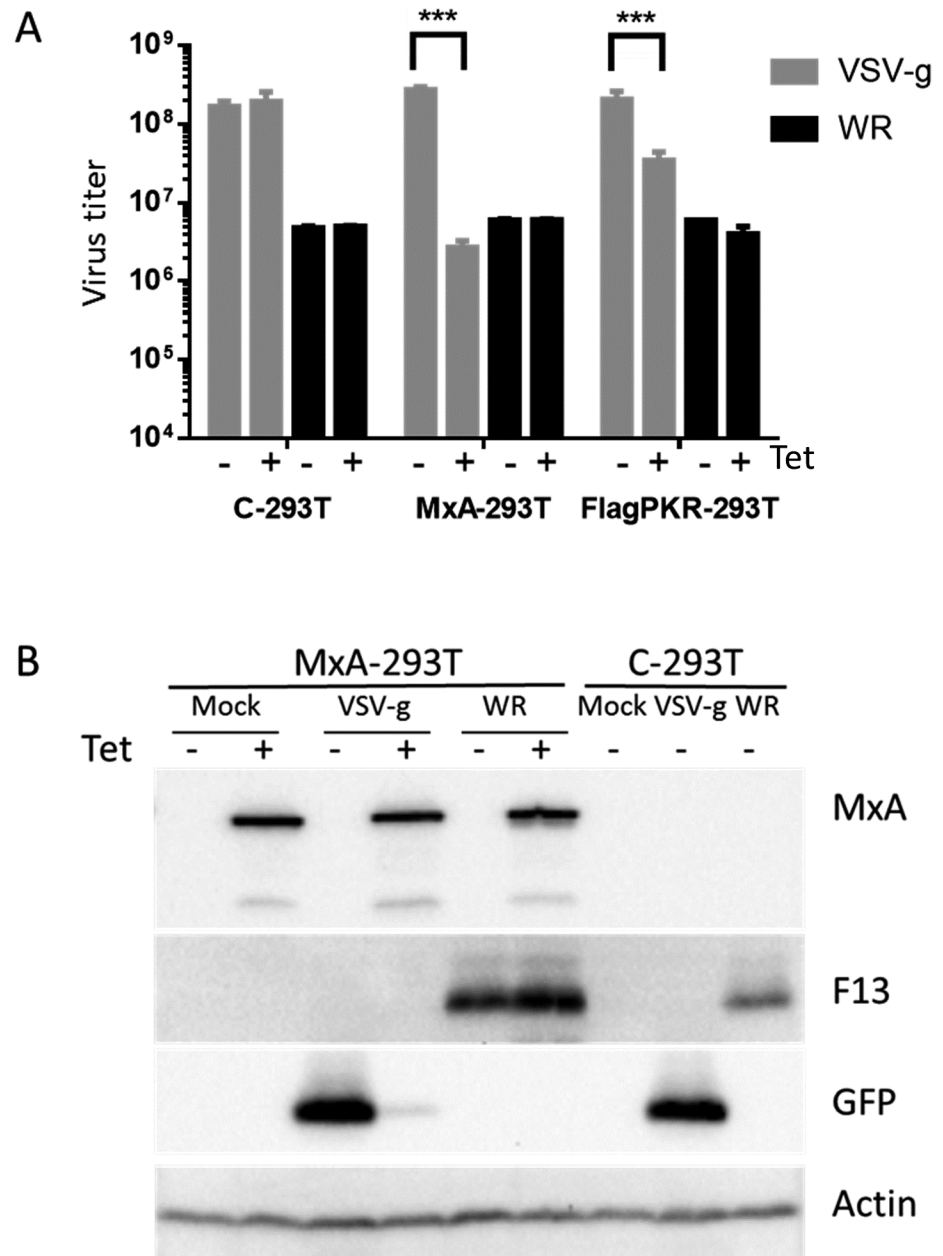 A
*** ***
10⁹
10⁸
10⁷
10⁶
10⁵
10⁴
Virus titer
VSV-g
WR
- + - + - + - + - + - + Tet
C-293T MxA-293T FlagPKR-293T
B
MxA-293T C-293T
Mock VSV-g WR Mock VSV-g WR
Tet - + - + - + - - -
MxA
F13
GFP
Actin